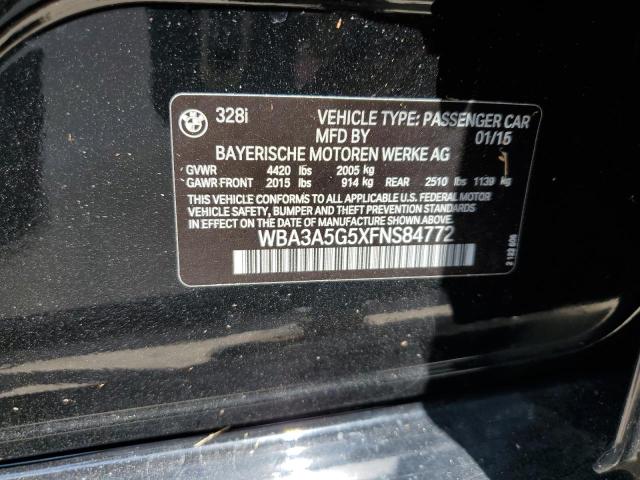 328i VEHICLE TYPE: PASSENGER CAR
MFD BY 01/15
BAYERISCHE MOTOREN WERKE AG
GVWR 4420 lbs 2005 kg
GAWR FRONT 2015 lbs 914 kg REAR 2510 lbs 1139 kg
THIS VEHICLE CONFORMS TO ALL APPLICABLE U.S. FEDERAL MOTOR
VEHICLE SAFETY, BUMPER AND THEFT PREVENTION STANDARDS IN
EFFECT ON THE DATE OF MANUFACTURE SHOWN ABOVE.
WBA3A5G5XFNS84772